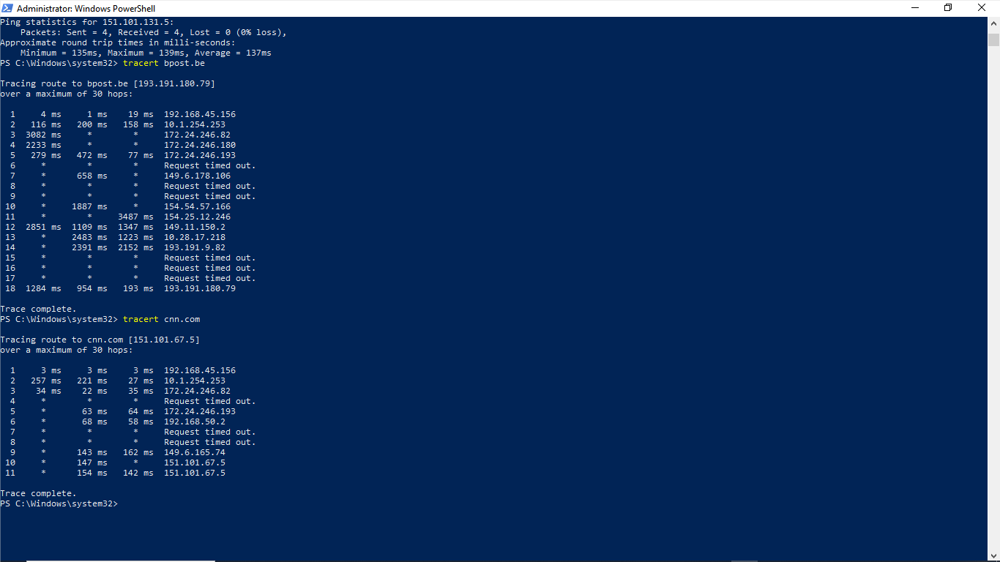 Administrator: Windows PowerShell
Ping statistics for 151.101.131.5:
    Packets: Sent = 4, Received = 4, Lost = 0 (0% loss),
Approximate round trip times in milli-seconds:
    Minimum = 135ms, Maximum = 139ms, Average = 137ms
PS C:\Windows\system32> tracert bpost.be
Tracing route to bpost.be [193.191.180.79]
over a maximum of 30 hops:
  1     4 ms     1 ms    19 ms  192.168.45.156
  2   116 ms   200 ms   158 ms  10.1.254.253
  3  3082 ms     *        *     172.24.246.82
  4  2233 ms     *        *     172.24.246.180
  5   279 ms   472 ms    77 ms  172.24.246.193
  6     *        *        *     Request timed out.
  7     *      658 ms     *     149.6.178.106
  8     *        *        *     Request timed out.
  9     *        *        *     Request timed out.
 10     *     1887 ms     *     154.54.57.166
 11     *        *     3487 ms  154.25.12.246
 12  2851 ms  1109 ms  1347 ms  149.11.150.2
 13     *     2483 ms  1223 ms  10.28.17.218
 14     *     2391 ms  2152 ms  193.191.9.82
 15     *        *        *     Request timed out.
 16     *        *        *     Request timed out.
 17     *        *        *     Request timed out.
 18  1284 ms   954 ms   193 ms  193.191.180.79
Trace complete.
PS C:\Windows\system32> tracert cnn.com
Tracing route to cnn.com [151.101.67.5]
over a maximum of 30 hops:
  1     3 ms     3 ms     3 ms  192.168.45.156
  2   257 ms   221 ms    27 ms  10.1.254.253
  3    34 ms    22 ms    35 ms  172.24.246.82
  4     *        *        *     Request timed out.
  5     *       63 ms    64 ms  172.24.246.193
  6     *       68 ms    58 ms  192.168.50.2
  7     *        *        *     Request timed out.
  8     *        *        *     Request timed out.
  9     *      143 ms   162 ms  149.6.165.74
 10     *      147 ms     *     151.101.67.5
 11     *      154 ms   142 ms  151.101.67.5
Trace complete.
PS C:\Windows\system32>